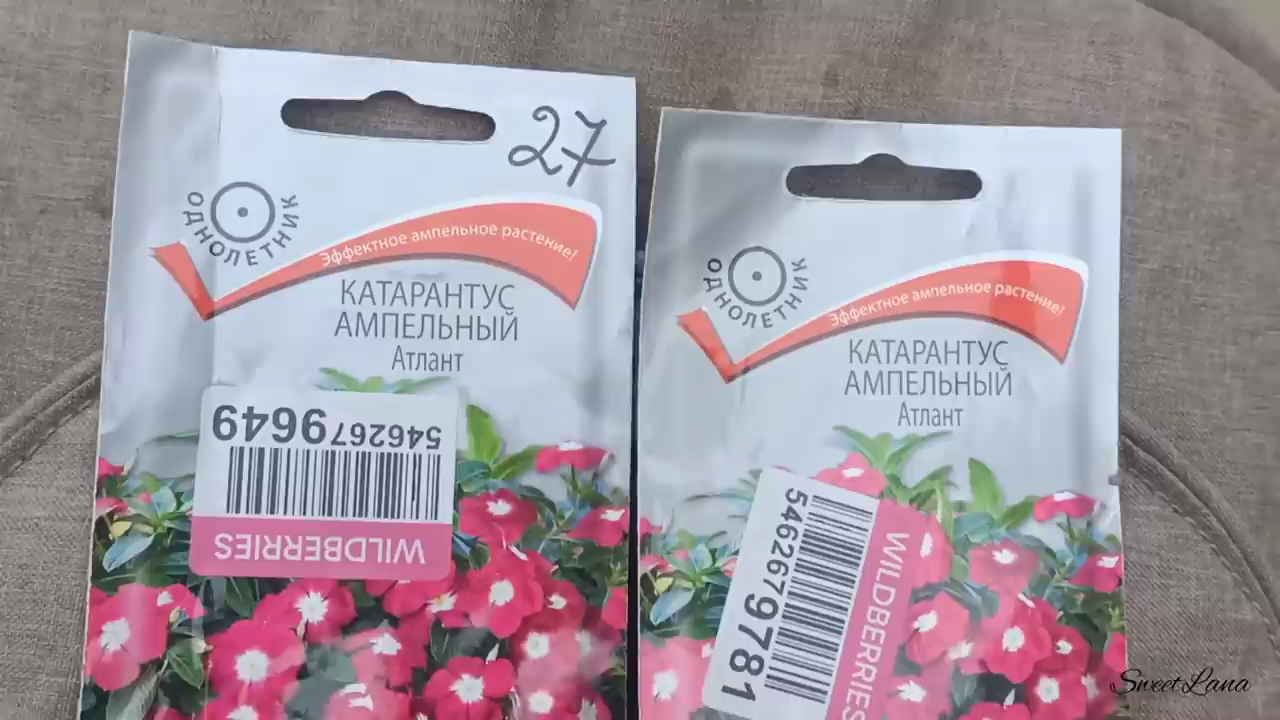 27
ОДНОЛЕТНИК
Эффектное ампельное растение!
КАТАРАНТУС
АМПЕЛЬНЫЙ
Атлант
5462679649
WILDBERRIES
ОДНОЛЕТНИК
Эффектное ампельное растение!
КАТАРАНТУС
АМПЕЛЬНЫЙ
Атлант
5462679781
WILDBERRIES
SweetLana